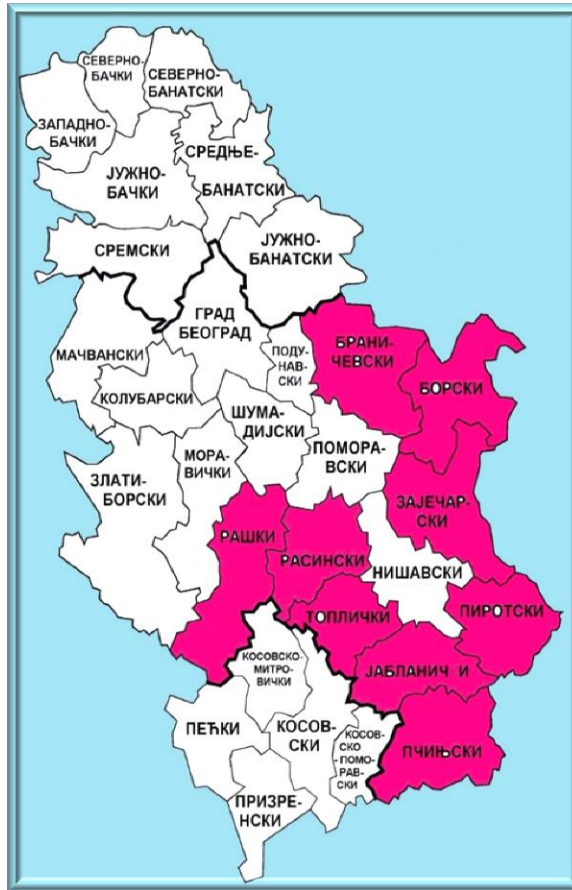 СЕВЕРНО-
БАЧКИ
СЕВЕРНО-
БАНАТСКИ
ЗАПАДНО-
БАЧКИ
ЈУЖНО-
БАЧКИ
СРЕДЊЕ-
БАНАТСКИ
СРЕМСКИ
ЈУЖНО-
БАНАТСКИ
ГРАД
БЕОГРАД
МАЧВАНСКИ
ПОДУ-
НАВ-
СКИ
БРАНИ-
ЧЕВСКИ
БОРСКИ
КОЛУБАРСКИ
ШУМА-
ДИЈСКИ
ЗЛАТИ-
БОРСКИ
МОРА-
ВИЧКИ
ПОМОРА-
ВСКИ
ЗАЈЕЧАР-
СКИ
РАШКИ
РАСИНСКИ
НИШАВСКИ
ТОПЛИЧКИ
ПИРОТСКИ
КОСОВСКО-
МИТРО-
ВИЧКИ
ЈАБЛАНИЧ И
ПЕЋКИ
КОСОВ-
СКИ
КОСОВ-
СКО
-ПОМО-
РАВ-
СКИ
ПЧИЊСКИ
ПРИЗРЕ-
НСКИ